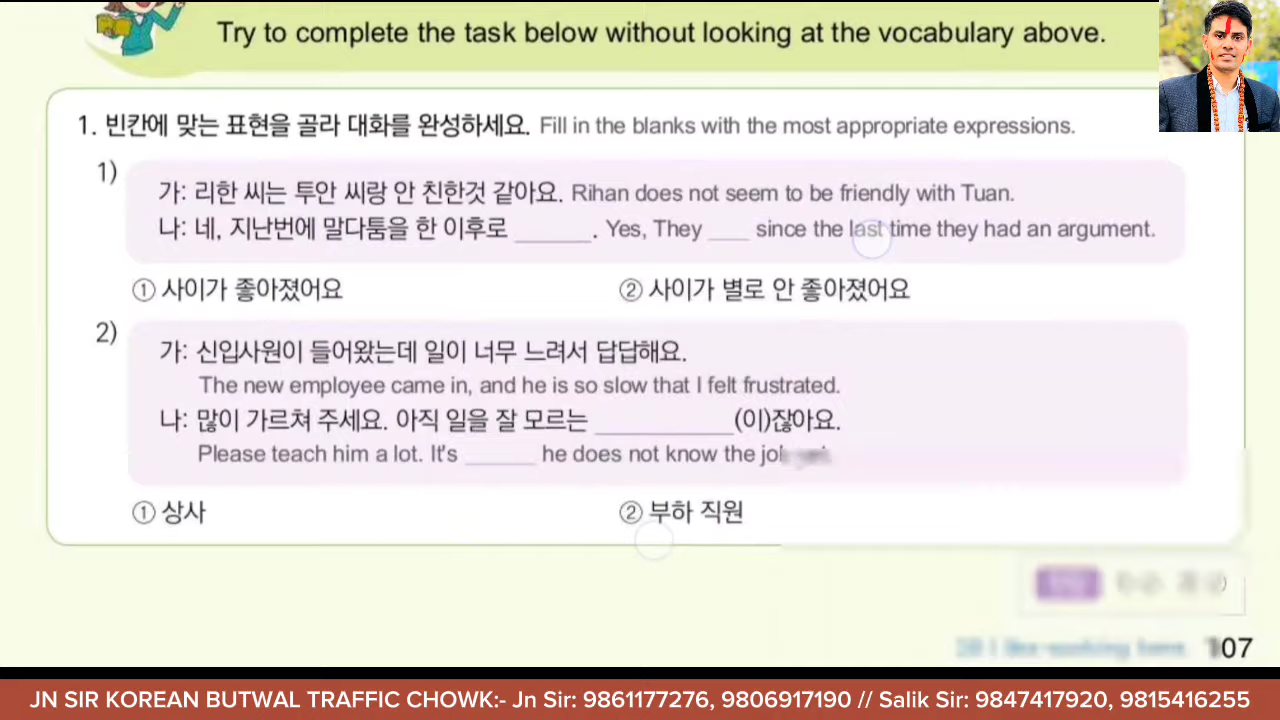 Try to complete the task below without looking at the vocabulary above.
1. 빈칸에 맞는 표현을 골라 대화를 완성하세요. Fill in the blanks with the most appropriate expressions.
1)
가: 리한 씨는 투안 씨랑 안 친한것 같아요. Rihan does not seem to be friendly with Tuan.
나: 네, 지난번에 말다툼을 한 이후로 ______. Yes, They ___ since the last time they had an argument.
① 사이가 좋아졌어요 ② 사이가 별로 안 좋아졌어요
2)
가: 신입사원이 들어왔는데 일이 너무 느려서 답답해요.
The new employee came in, and he is so slow that I felt frustrated.
나: 많이 가르쳐 주세요. 아직 일을 잘 모르는 ___________(이)잖아요.
Please teach him a lot. It's ______ he does not know the job
① 상사 ② 부하 직원
107
JN SIR KOREAN BUTWAL TRAFFIC CHOWK:- Jn Sir: 9861177276, 9806917190 // Salik Sir: 9847417920, 9815416255